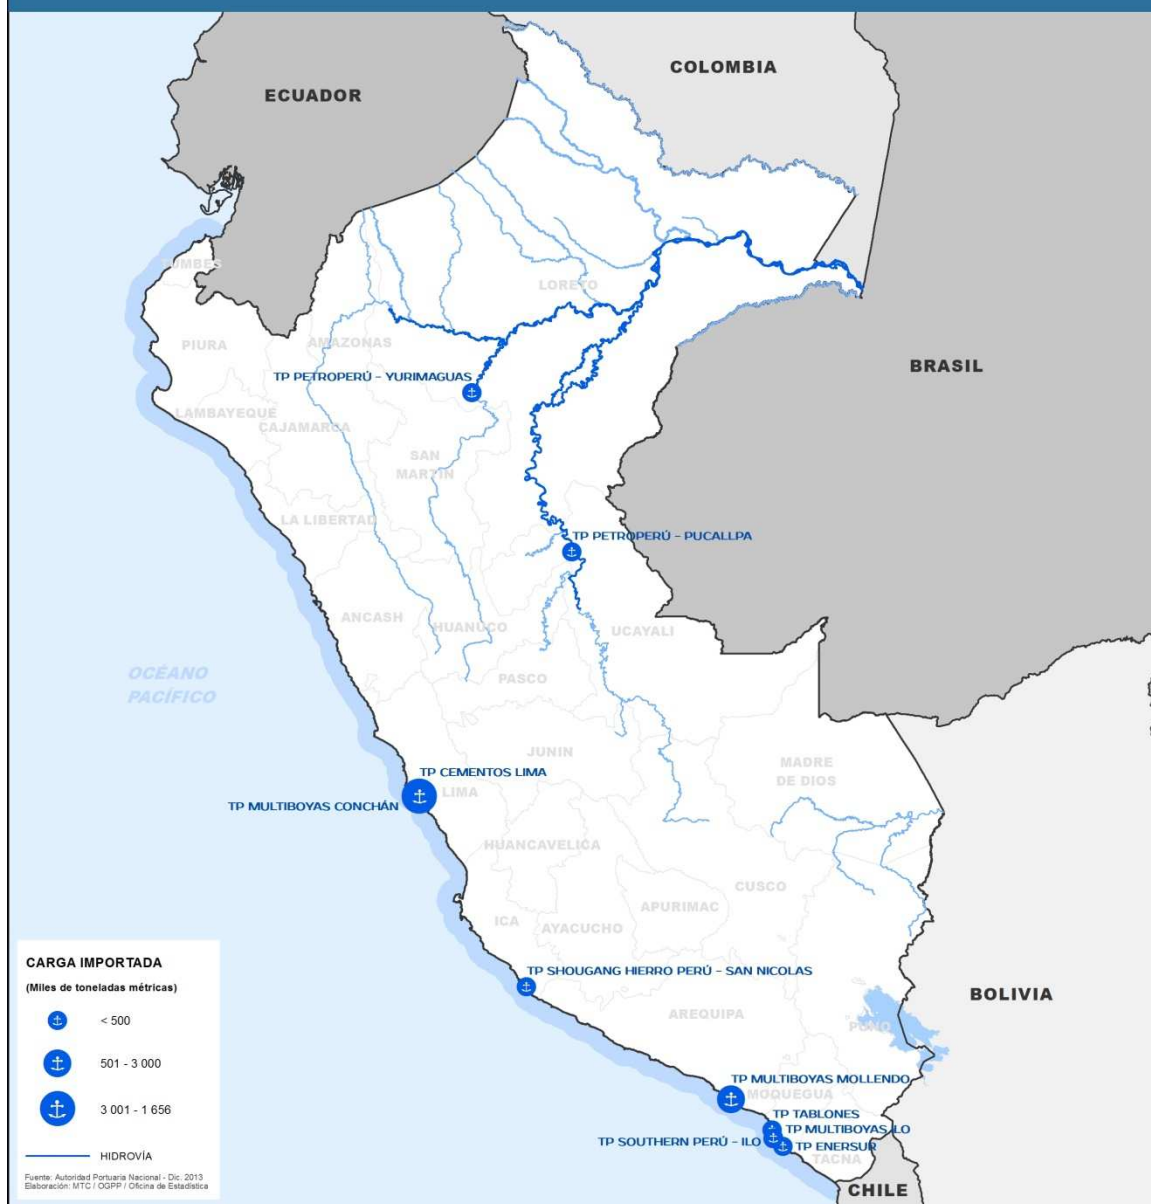 COLOMBIA
ECUADOR
TUMBES
LORETO
PIURA
AMAZONAS
BRASIL
TP PETROPERÚ - YURIMAGUAS
LAMBAYEQUE
CAJAMARCA
SAN
MARTIN
LA LIBERTAD
TP PETROPERÚ - PUCALLPA
ANCASH
HUANUCO
UCAYALI
OCÉANO
PACÍFICO
PASCO
JUNIN
MADRE
DE DIOS
TP CEMENTOS LIMA
LIMA
TP MULTIBOYAS CONCHÁN
HUANCAVELICA
CUSCO
APURIMAC
ICA
AYACUCHO
TP SHOUGANG HIERRO PERÚ - SAN NICOLAS
BOLIVIA
AREQUIPA
PUNO
TP MULTIBOYAS MOLLENDO
MOQUEGUA
TP TABLONES
TP MULTIBOYAS ILO
TP SOUTHERN PERÚ - ILO
TP ENERSUR
TACNA
CHILE
CARGA IMPORTADA
(Miles de toneladas métricas)
< 500
501 - 3 000
3 001 - 1 656
HIDROVÍA
Fuente: Autoridad Portuaria Nacional - Dic. 2013
Elaboración: MTC / OGPP / Oficina de Estadística